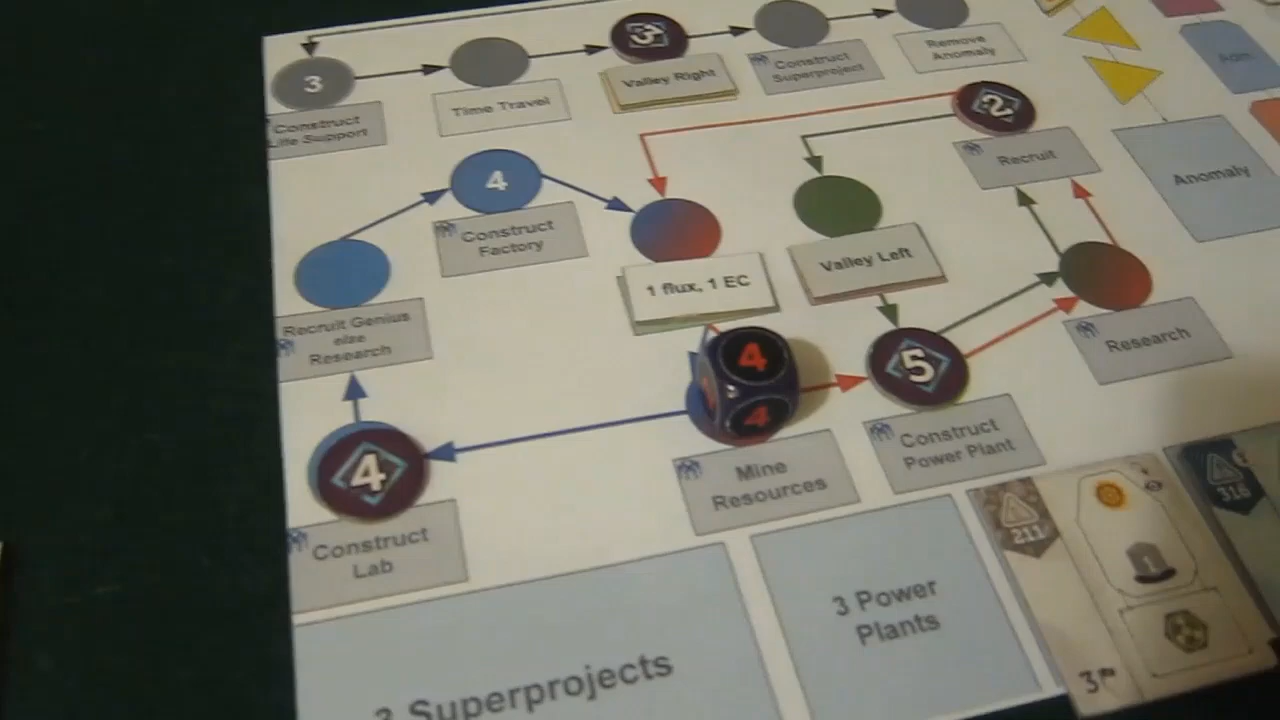 3
3
2
Construct
Life Support
Time Travel
Valley Right
Construct
Superproject
Remove
Anomaly
Recruit
Anomaly
4
Construct
Factory
1 flux, 1 EC
Valley Left
Recruit Genius
else
Research
4
4
5
Research
4
Construct
Lab
Mine
Resources
Construct
Power Plant
211
316
1
3 Power
Plants
3
Superprojects